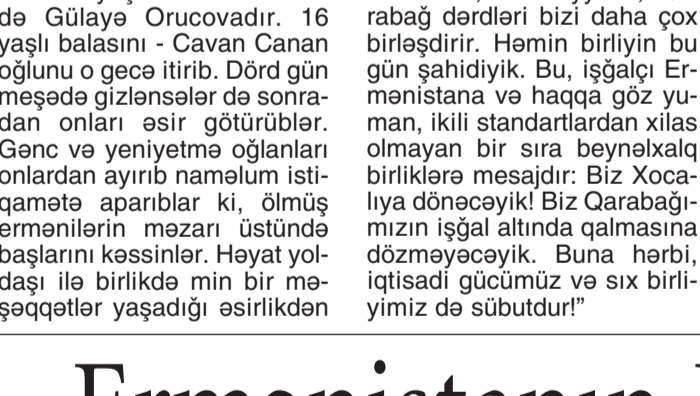 də Gülayə Orucovadır. 16
yaşlı balasını - Cavan Canan
oğlunu o gecə itirib. Dörd gün
meşədə gizlənsələr də sonra-
dan onları əsir götürüblər.
Gənc və yeniyetmə oğlanları
onlardan ayırıb naməlum isti-
qamətə aparıblar ki, ölmüş
ermənilərin məzarı üstündə
başlarını kəssinlər. Həyat yol-
daşı ilə birlikdə min bir mə-
şəqqətlər yaşadığı əsirlikdən
rabağ dərdləri bizi daha çox
birləşdirir. Həmin birliyin bu
gün şahidiyik. Bu, işğalçı Er-
mənistana və haqqa göz yu-
man, ikili standartlardan xilas
olmayan bir sıra beynəlxalq
birliklərə mesajdır: Biz Xoca-
lıya dönəcəyik! Biz Qarabağı-
mızın işğal altında qalmasına
dözməyəcəyik. Buna hərbi,
iqtisadi gücümüz və sıx birli-
yimiz də sübutdur!”
Ermənistanın